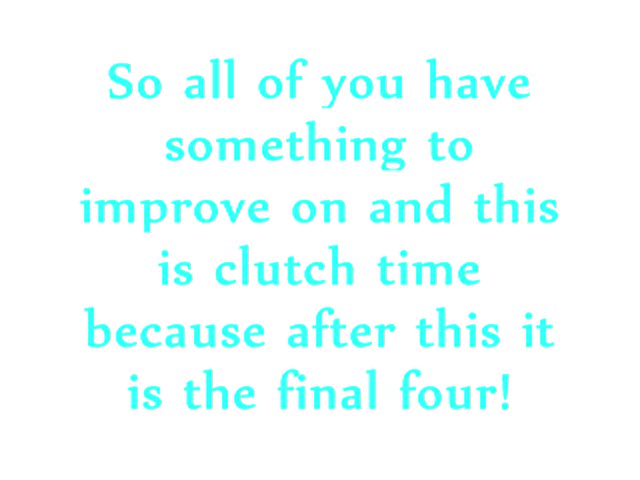 So all of you have
something to
improve on and this
is clutch time
because after this it
is the final four!